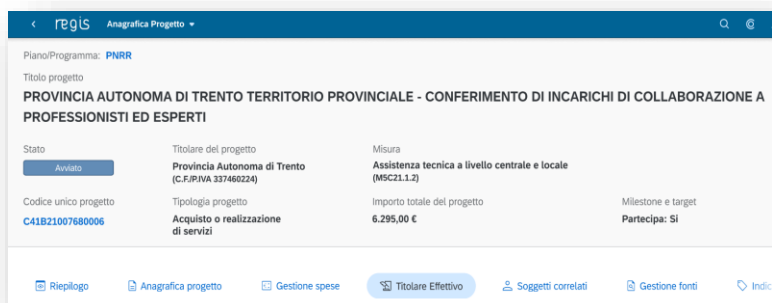 regis Anagrafica Progetto
Piano/Programma: PNRR
Titolo progetto
PROVINCIA AUTONOMA DI TRENTO TERRITORIO PROVINCIALE - CONFERIMENTO DI INCARICHI DI COLLABORAZIONE A
PROFESSIONISTI ED ESPERTI
Stato Titolare del progetto Misura
Avviato Provincia Autonoma di Trento Assistenza tecnica a livello centrale e locale
(C.F./P.IVA 337460224) (M5C21.1.2)
Codice unico progetto Tipologia progetto Importo totale del progetto Milestone e target
C41B21007680006 Acquisto o realizzazione 6.295,00 € Partecipa: Si
di servizi
Riepilogo Anagrafica progetto Gestione spese Titolare Effettivo Soggetti correlati Gestione fonti Indic